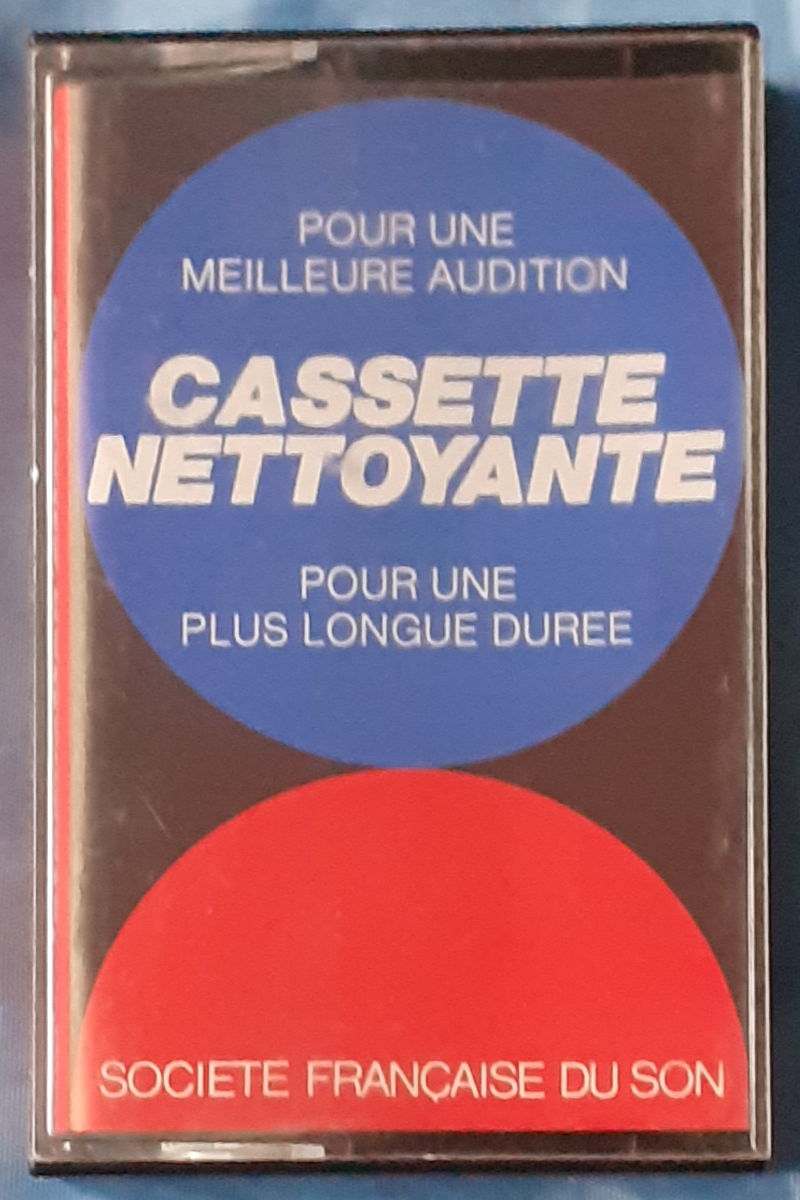 POUR UNE
MEILLEURE AUDITION
CASSETTE
NETTOYANTE
POUR UNE
PLUS LONGUE DUREE
SOCIETE FRANÇAISE DU SON